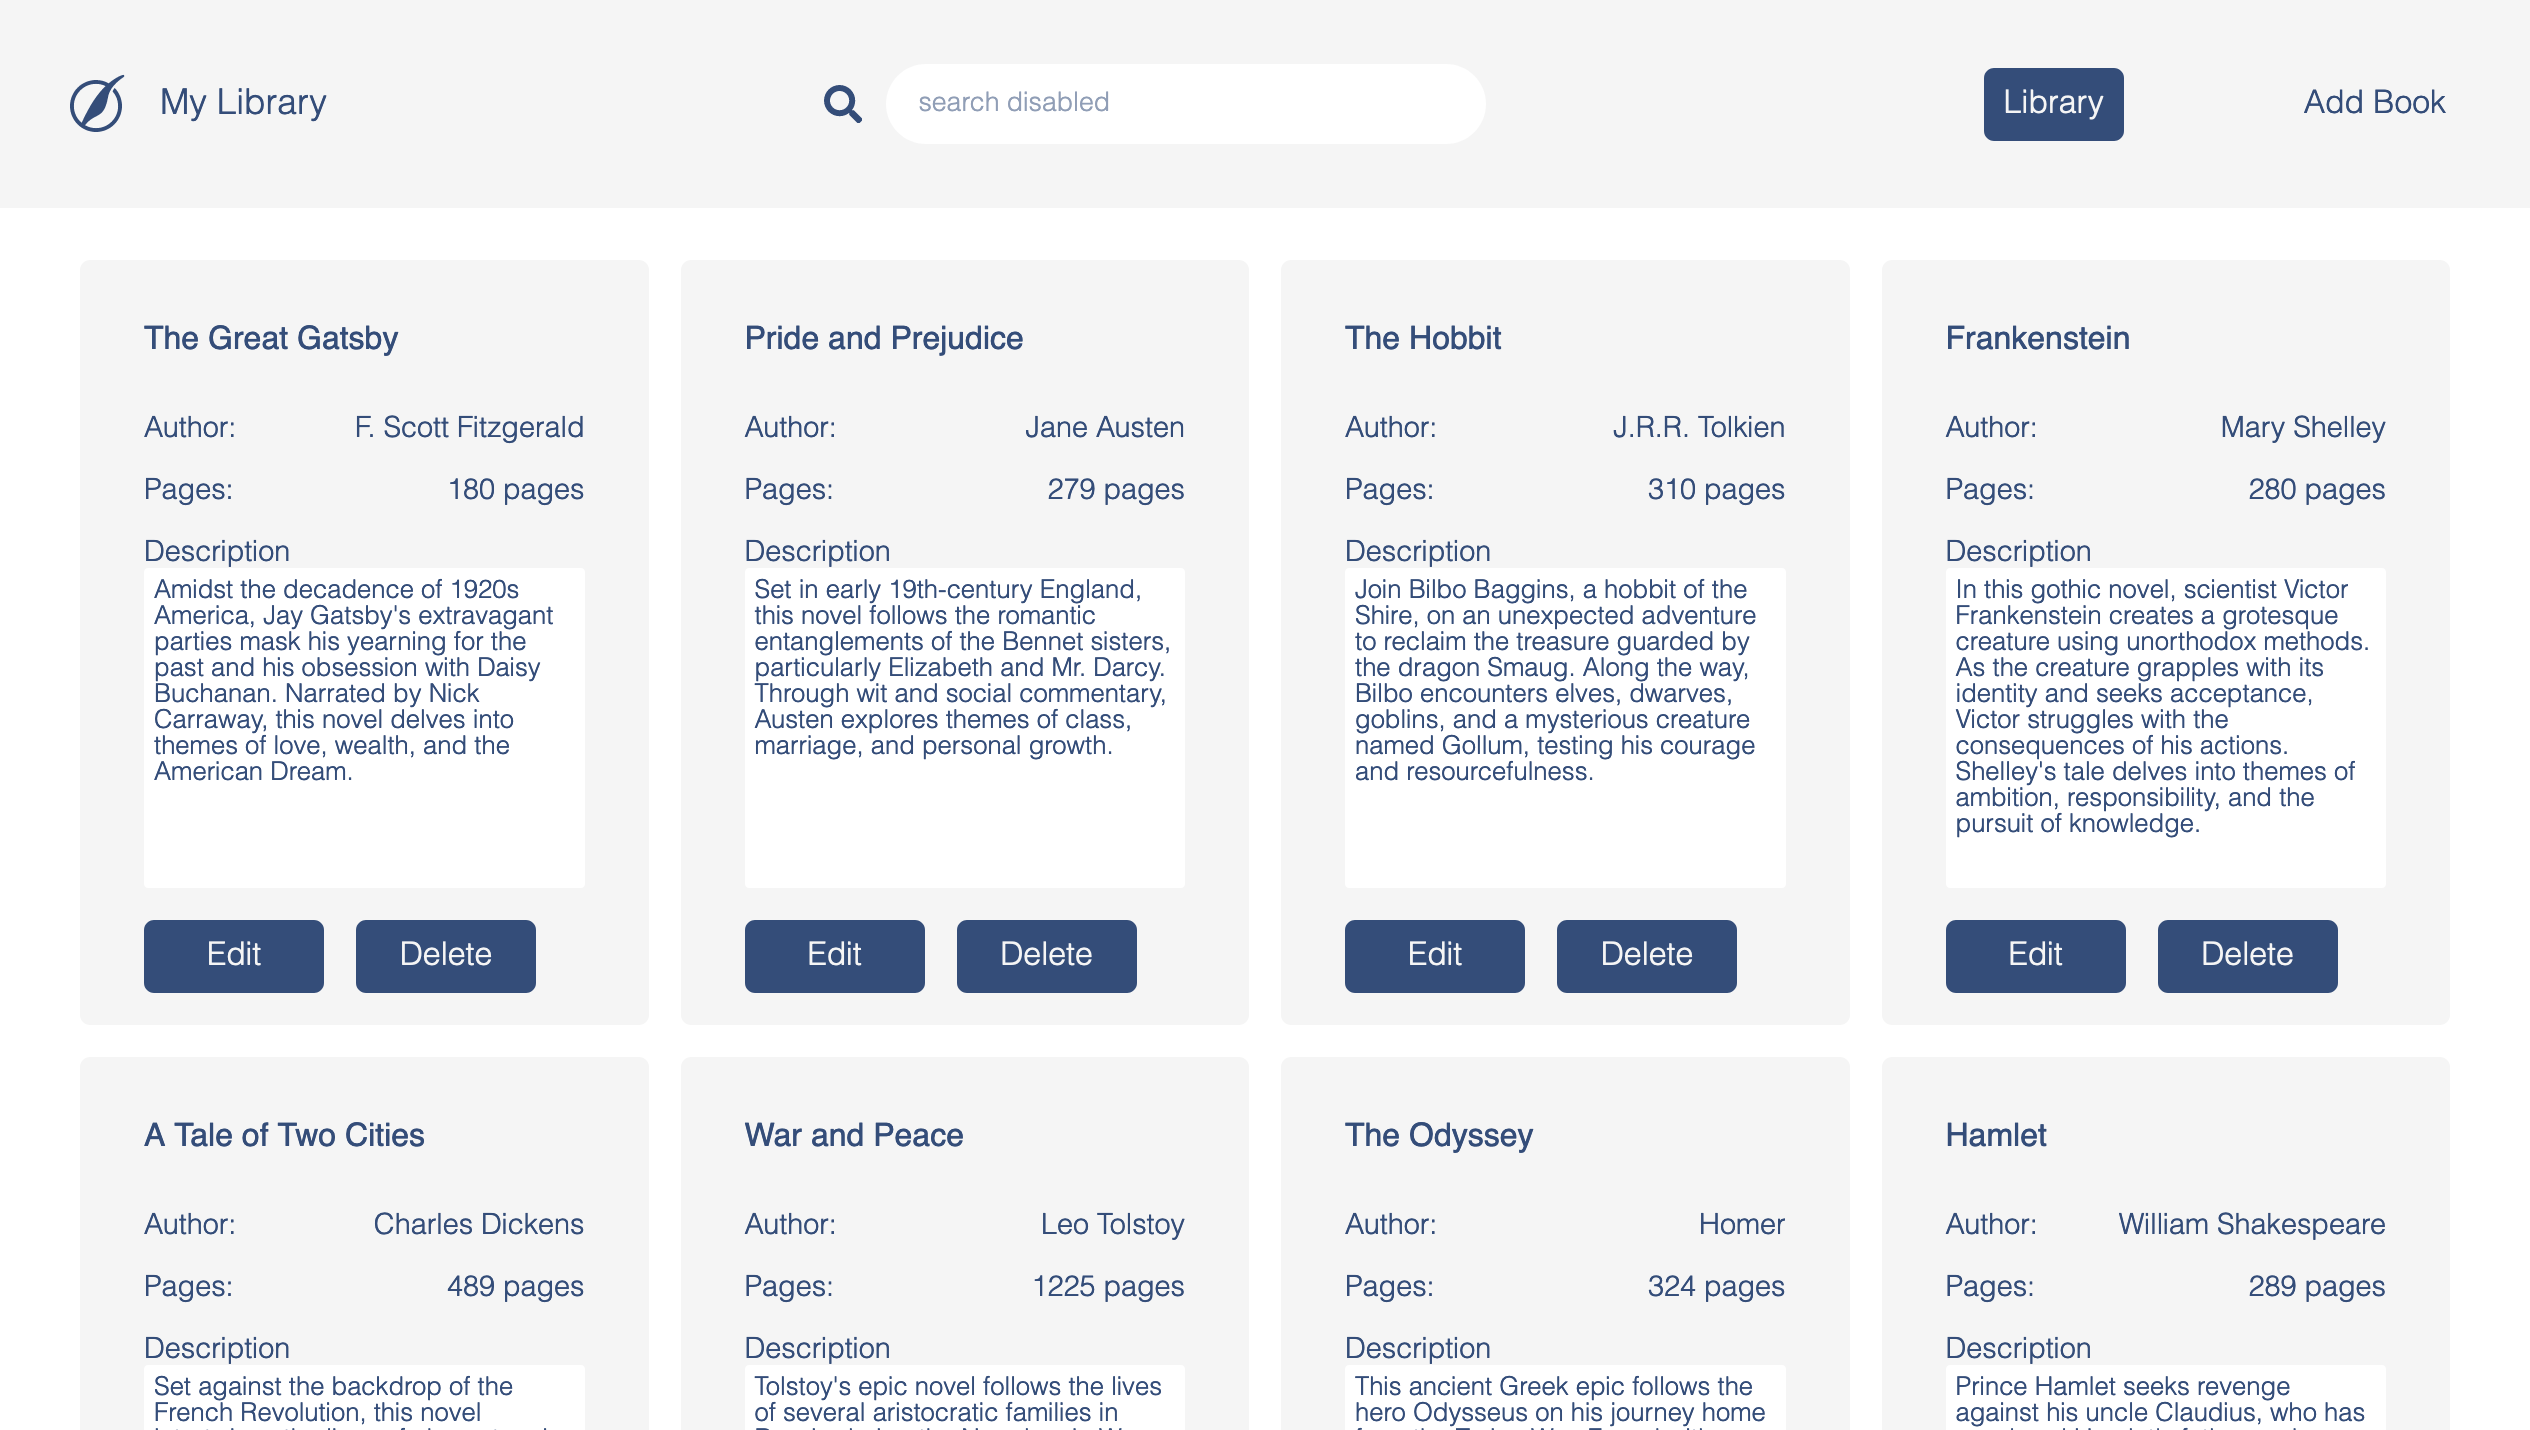 My Library
search disabled
Library
Add Book
The Great Gatsby
Author: F. Scott Fitzgerald
Pages: 180 pages
Description
Amidst the decadence of 1920s
America, Jay Gatsby's extravagant
parties mask his yearning for the
past and his obsession with Daisy
Buchanan. Narrated by Nick
Carraway, this novel delves into
themes of love, wealth, and the
American Dream.
Edit
Delete
Pride and Prejudice
Author: Jane Austen
Pages: 279 pages
Description
Set in early 19th-century England,
this novel follows the romantic
entanglements of the Bennet sisters,
particularly Elizabeth and Mr. Darcy.
Through wit and social commentary,
Austen explores themes of class,
marriage, and personal growth.
Edit
Delete
The Hobbit
Author: J.R.R. Tolkien
Pages: 310 pages
Description
Join Bilbo Baggins, a hobbit of the
Shire, on an unexpected adventure
to reclaim the treasure guarded by
the dragon Smaug. Along the way,
Bilbo encounters elves, dwarves,
goblins, and a mysterious creature
named Gollum, testing his courage
and resourcefulness.
Edit
Delete
Frankenstein
Author: Mary Shelley
Pages: 280 pages
Description
In this gothic novel, scientist Victor
Frankenstein creates a grotesque
creature using unorthodox methods.
As the creature grapples with its
identity and seeks acceptance,
Victor struggles with the
consequences of his actions.
Shelley's tale delves into themes of
ambition, responsibility, and the
pursuit of knowledge.
Edit
Delete
A Tale of Two Cities
Author: Charles Dickens
Pages: 489 pages
Description
Set against the backdrop of the
French Revolution, this novel
War and Peace
Author: Leo Tolstoy
Pages: 1225 pages
Description
Tolstoy's epic novel follows the lives
of several aristocratic families in
The Odyssey
Author: Homer
Pages: 324 pages
Description
This ancient Greek epic follows the
hero Odysseus on his journey home
Hamlet
Author: William Shakespeare
Pages: 289 pages
Description
Prince Hamlet seeks revenge
against his uncle Claudius, who has